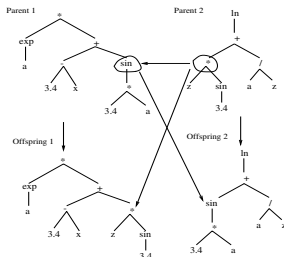 Parent 1
*
exp
+
a
-
sin
3.4
x
*
3.4
a
Parent 2
ln
+
*
/
z
sin
a
z
3.4
Offspring 1
*
exp
+
a
-
*
3.4
x
z
sin
3.4
Offspring 2
ln
+
sin
/
*
a
z
3.4
a